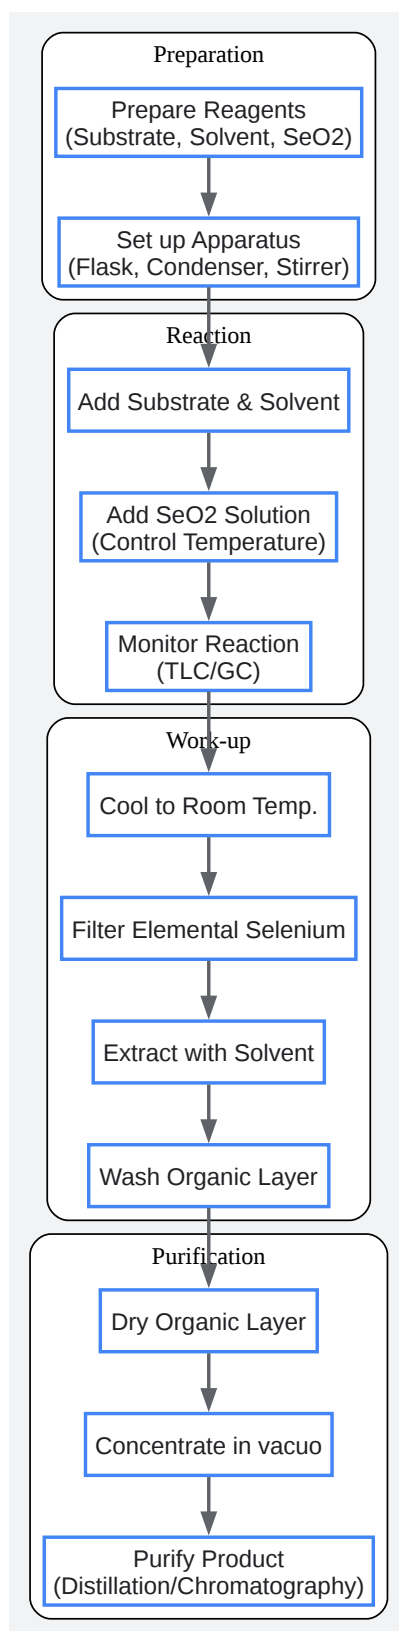 Preparation
Prepare Reagents
(Substrate, Solvent, SeO2)
Set up Apparatus
(Flask, Condenser, Stirrer)
Reaction
Add Substrate & Solvent
Add SeO2 Solution
(Control Temperature)
Monitor Reaction
(TLC/GC)
Work-up
Cool to Room Temp.
Filter Elemental Selenium
Extract with Solvent
Wash Organic Layer
Purification
Dry Organic Layer
Concentrate in vacuo
Purify Product
(Distillation/Chromatography)